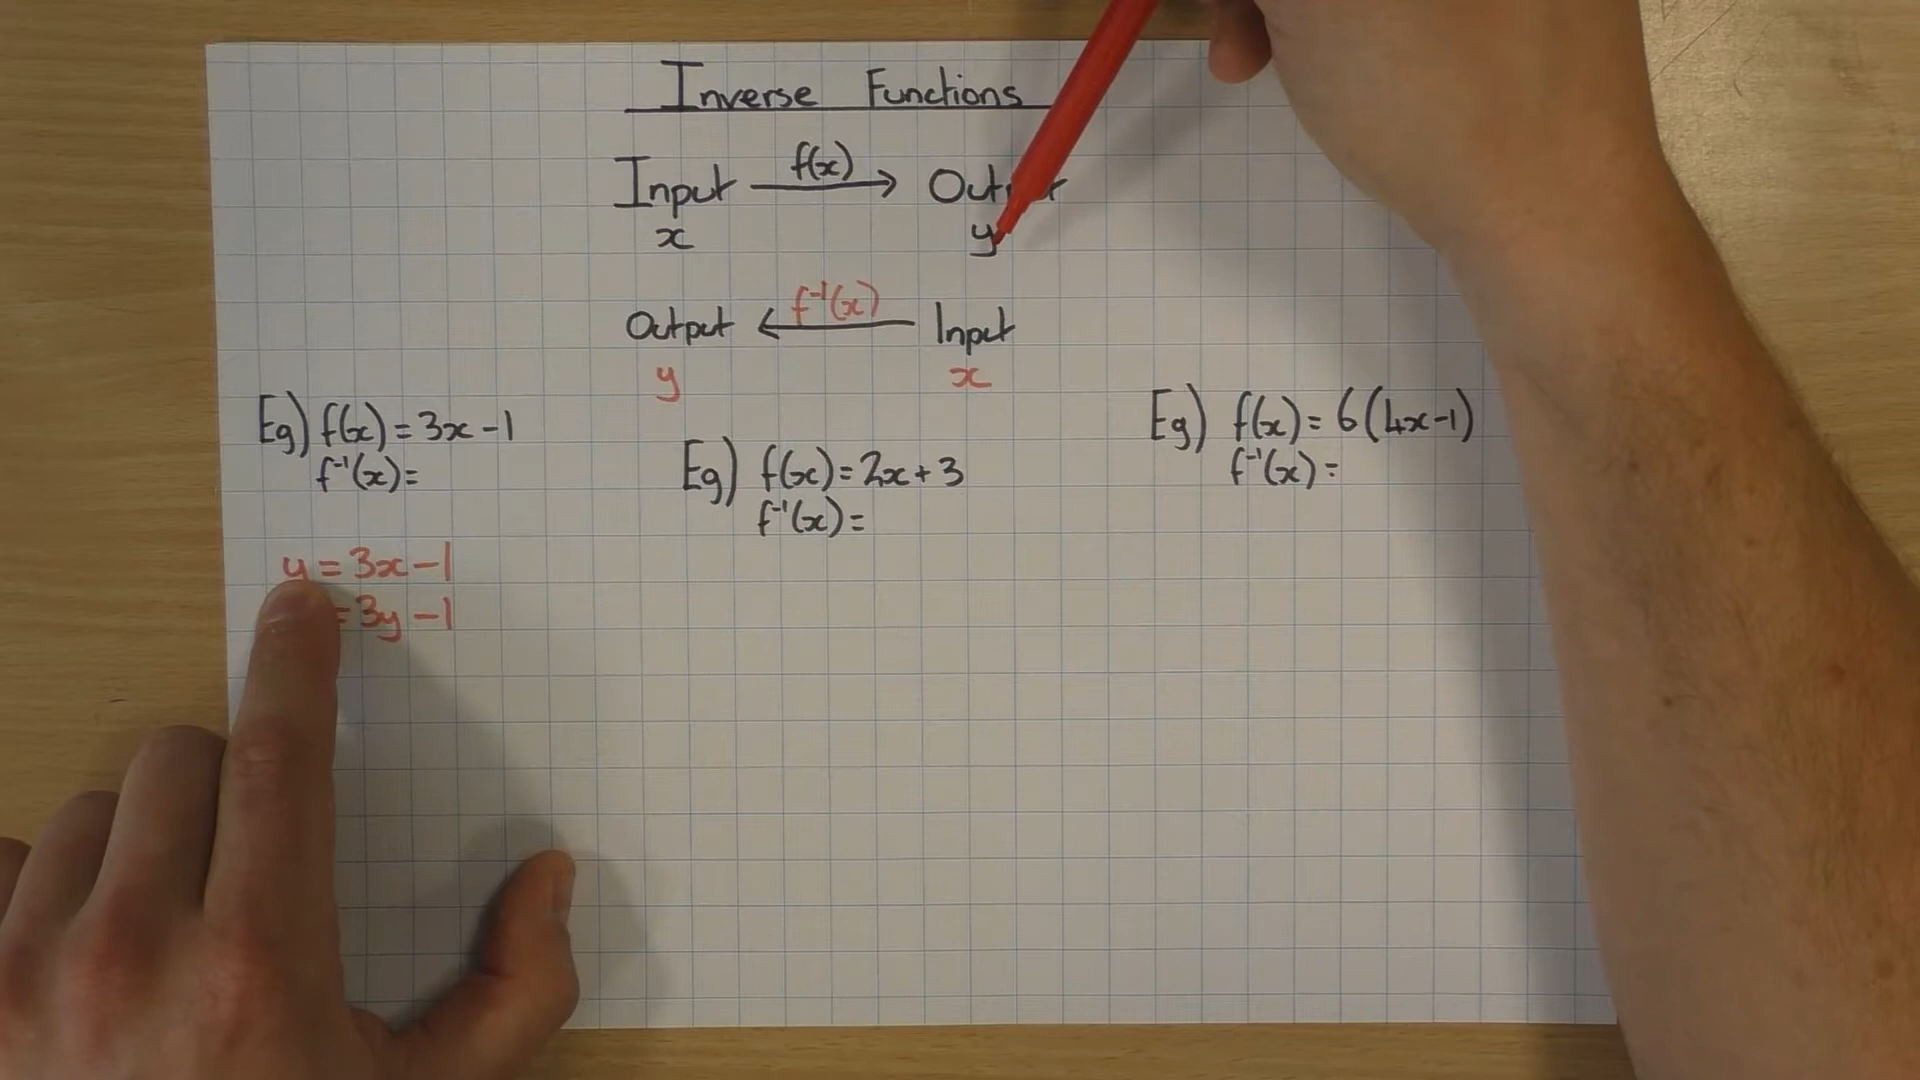 Inverse Functions
Input f(x) → Output
x y
Output ← f⁻¹(x) Input
y x
Eg) f(x) = 3x - 1
f⁻¹(x) =
y = 3x - 1
= 3y - 1
Eg) f(x) = 2x + 3
f⁻¹(x) =
Eg) f(x) = 6(4x - 1)
f⁻¹(x) =